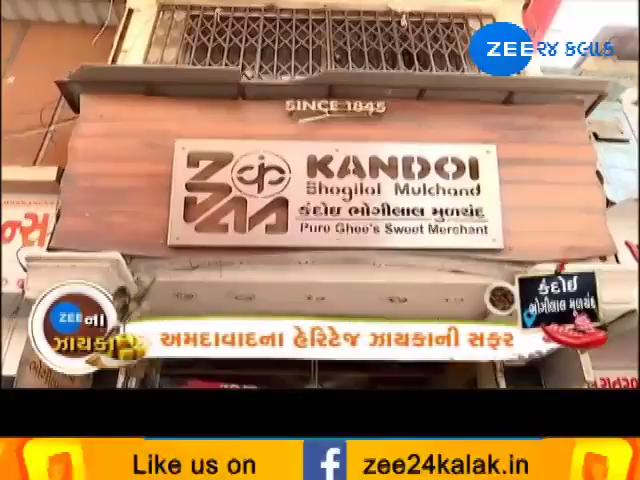 ZEE ૨૪ કલાક
SINCE 1845
KANDOI
Bhogilal Mulchand
કંદોઇ ભોગીલાલ મુળચંદ
Pure Ghee's Sweet Merchant
ન્સ
કંદોઈ
ભોગીલાલ મુળચંદ
ZEE ના
ઝાયકા
અમદાવાદના હેરિટેજ ઝાયકાની સફર
Like us on f zee24kalak.in